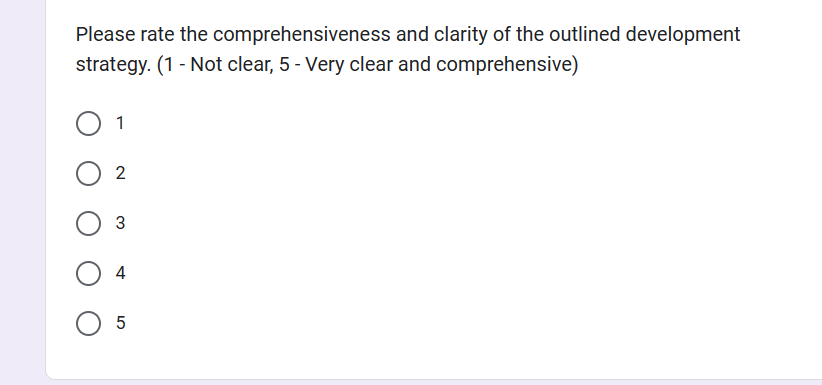 Please rate the comprehensiveness and clarity of the outlined development
strategy. (1 - Not clear, 5 - Very clear and comprehensive)
1
2
3
4
5